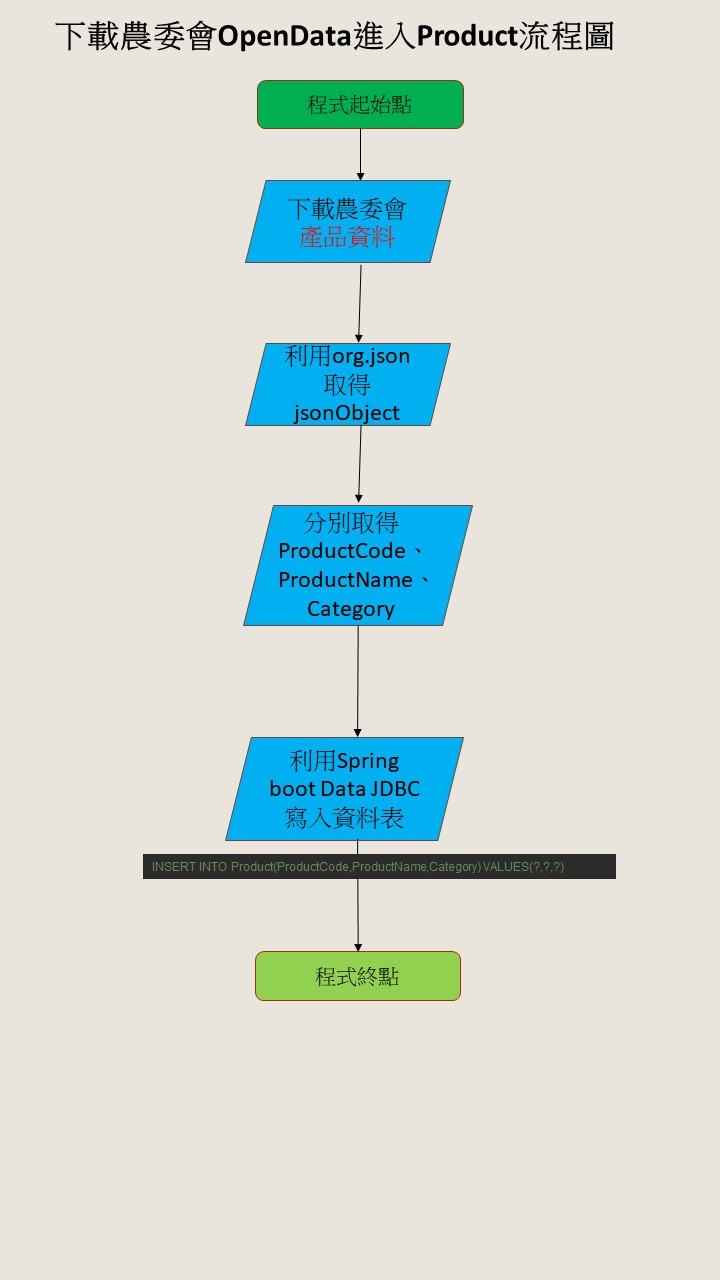 下載農委會OpenData進入Product流程圖
程式起始點
下載農委會
產品資料
利用org.json
取得
jsonObject
分別取得
ProductCode、
ProductName、
Category
利用Spring
boot Data JDBC
寫入資料表
INSERT INTO Product(ProductCode,ProductName,Category)VALUES(?,?,?)
程式終點